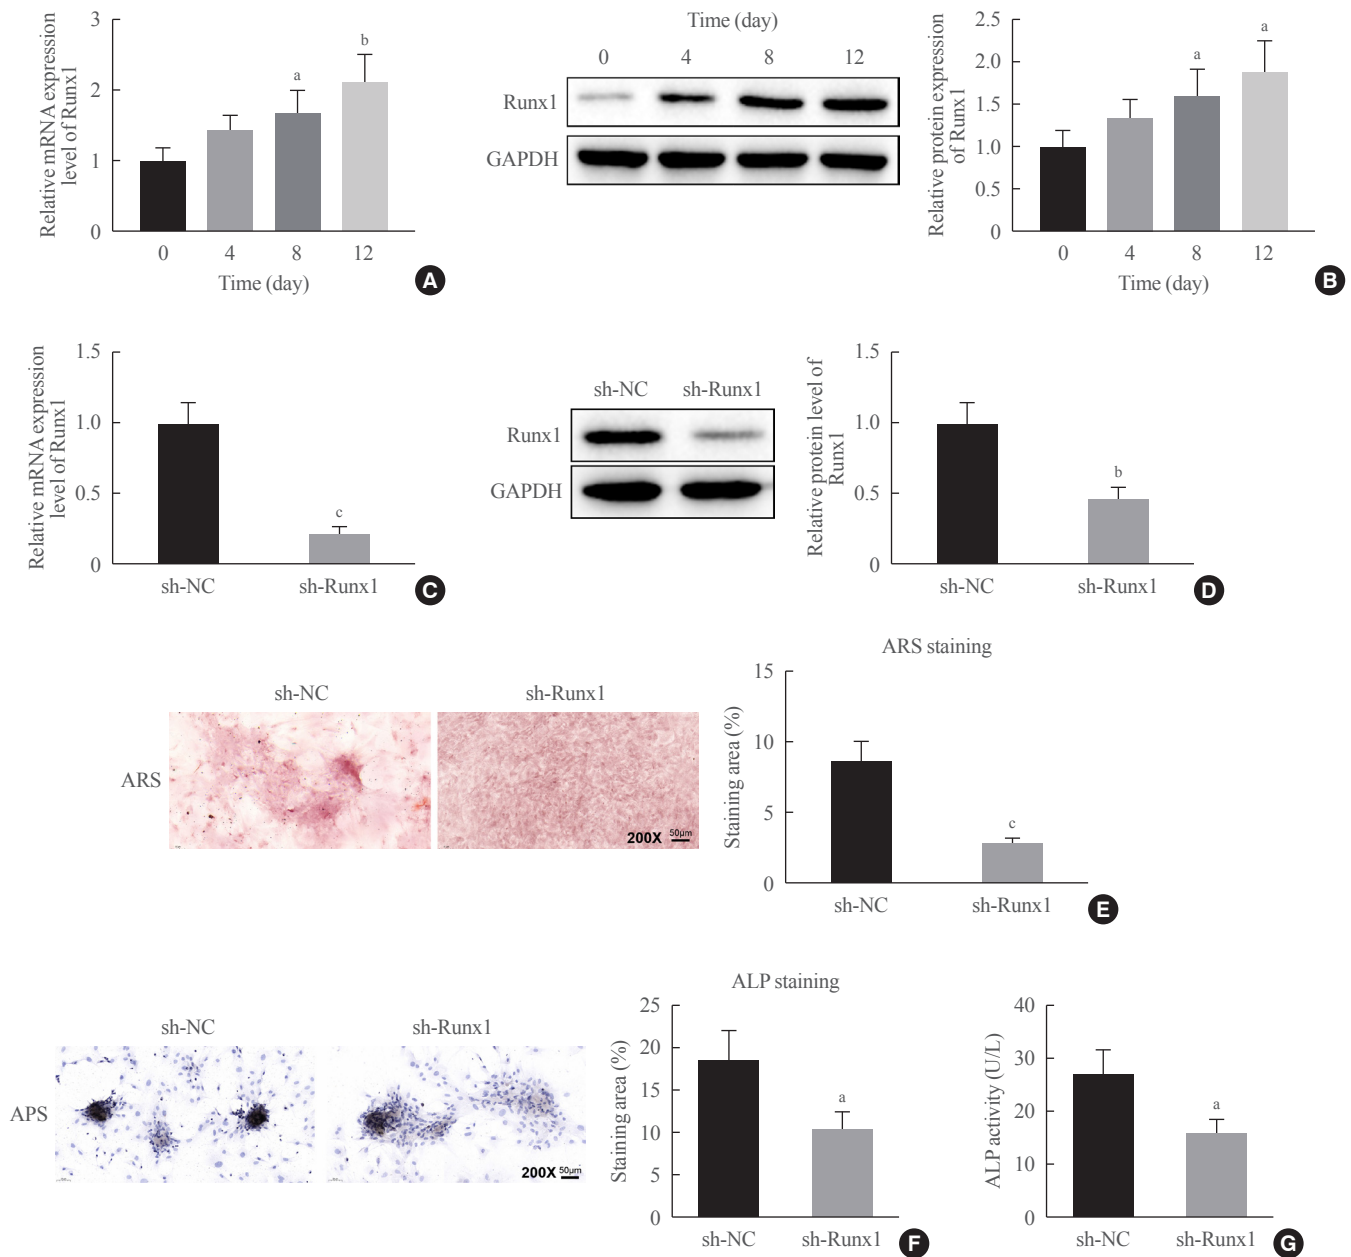 Relative mRNA expression
level of Runx1
3
2
1
0
a
b
0 4 8 12
Time (day)
A
Time (day)
0 4 8 12
Runx1
GAPDH
Relative protein expression
of Runx1
2.5
2.0
1.5
1.0
0.5
0
a
a
0 4 8 12
Time (day)
B
Relative mRNA expression
level of Runx1
1.5
1.0
0.5
0
c
sh-NC sh-Runx1
C
sh-NC sh-Runx1
Runx1
GAPDH
Relative protein level of
Runx1
1.5
1.0
0.5
0
b
sh-NC sh-Runx1
D
sh-NC sh-Runx1
ARS
200X 50μm
ARS staining
Staining area (%)
15
10
5
0
c
sh-NC sh-Runx1
E
sh-NC sh-Runx1
APS
200X 50μm
ALP staining
Staining area (%)
25
20
15
10
5
0
a
sh-NC sh-Runx1
F
ALP activity (U/L)
40
30
20
10
0
a
sh-NC sh-Runx1
G